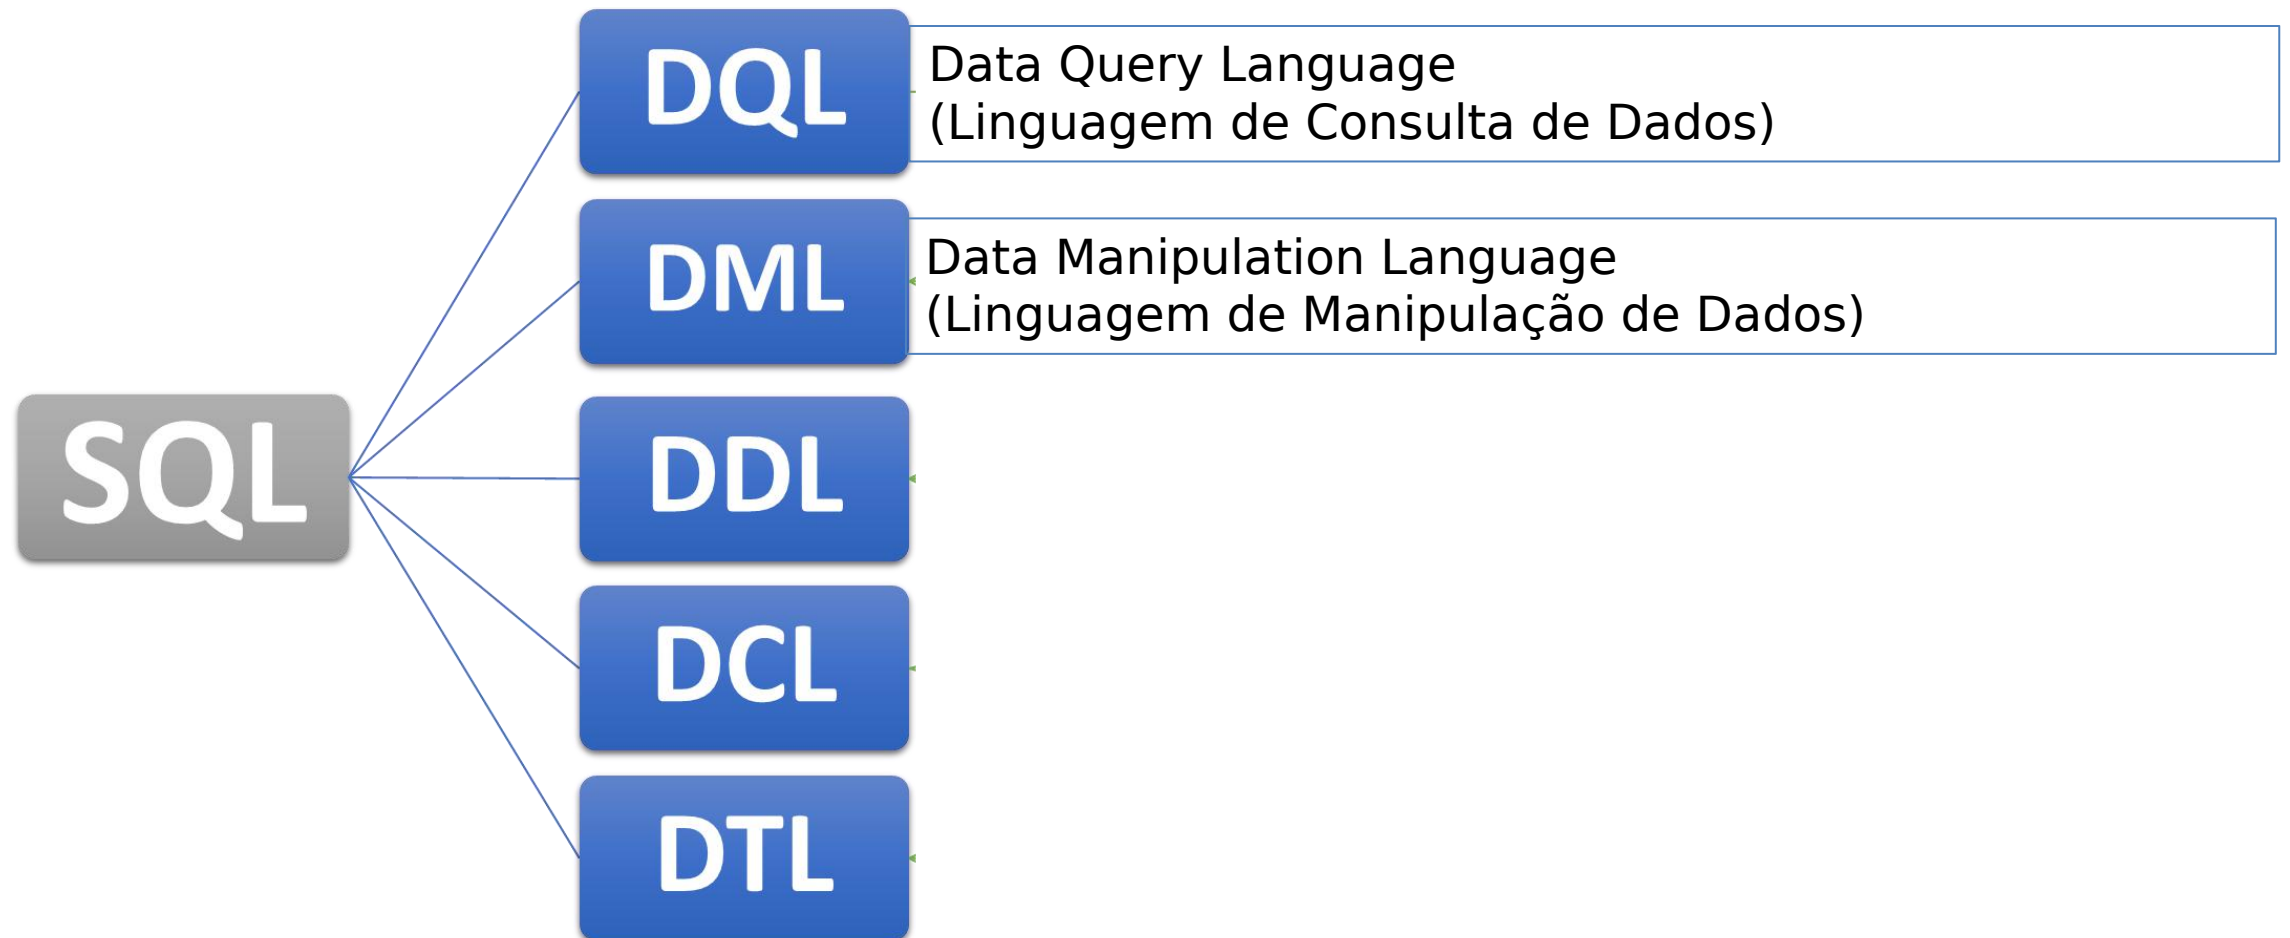 DQL
Data Query Language
(Linguagem de Consulta de Dados)
DML
Data Manipulation Language
(Linguagem de Manipulação de Dados)
SQL
DDL
DCL
DTL